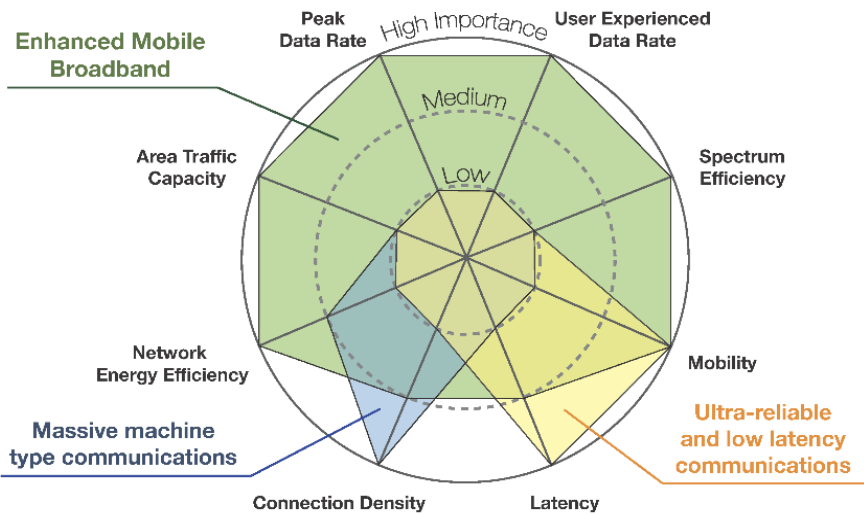 Peak
Data Rate
High Importance
User Experienced
Data Rate
Enhanced Mobile
Broadband
Medium
Area Traffic
Capacity
Low
Spectrum
Efficiency
Network
Energy Efficiency
Mobility
Massive machine
type communications
Ultra-reliable
and low latency
communications
Connection Density
Latency